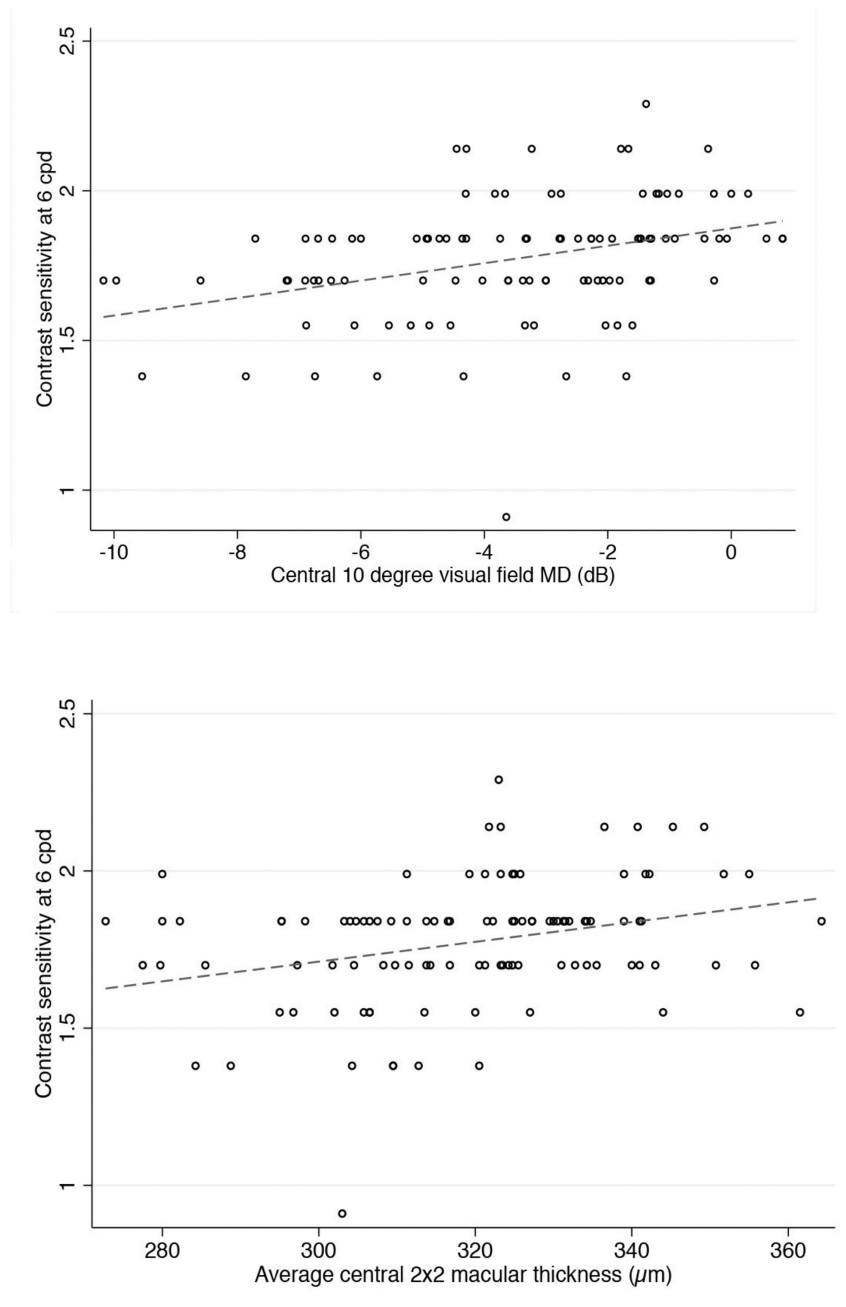 Contrast sensitivity at 6 cpd
2.5
2
1.5
1
-10 -8 -6 -4 -2 0
Central 10 degree visual field MD (dB)
Contrast sensitivity at 6 cpd
2.5
2
1.5
1
280 300 320 340 360
Average central 2x2 macular thickness (µm)